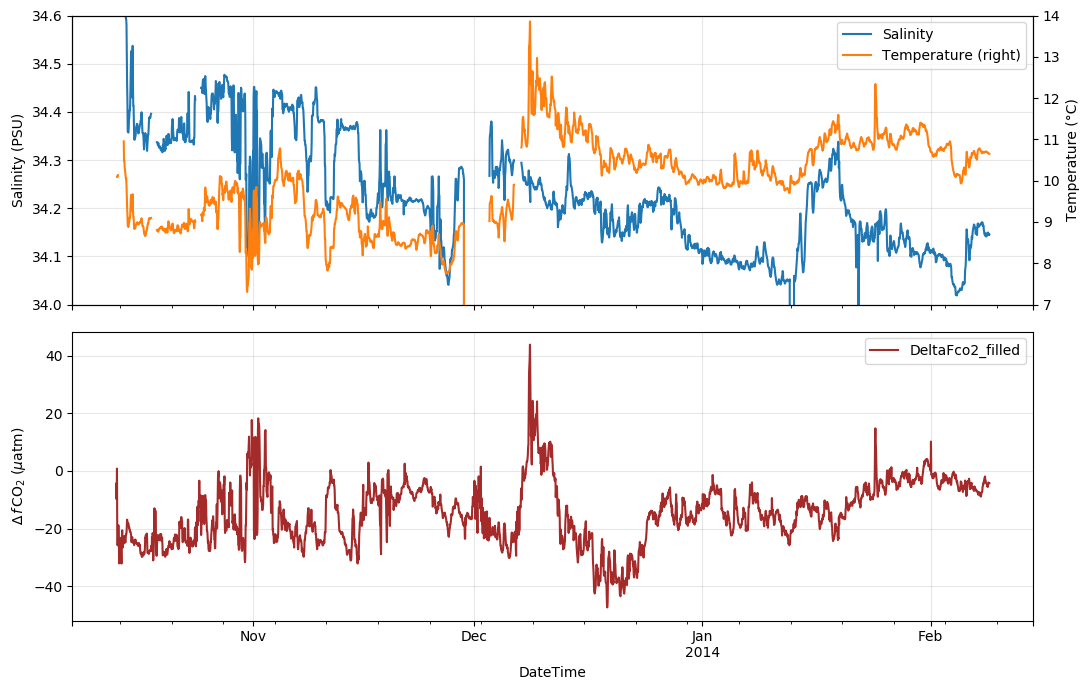 34.6
34.5
34.4
34.3
34.2
34.1
34.0
Salinity (PSU)
Salinity
Temperature (right)
14
13
12
11
10
9
8
7
Temperature (°C)
40
20
0
−20
−40
Δ fCO2 (μatm)
DeltaFco2_filled
Nov
Dec
Jan
2014
Feb
DateTime